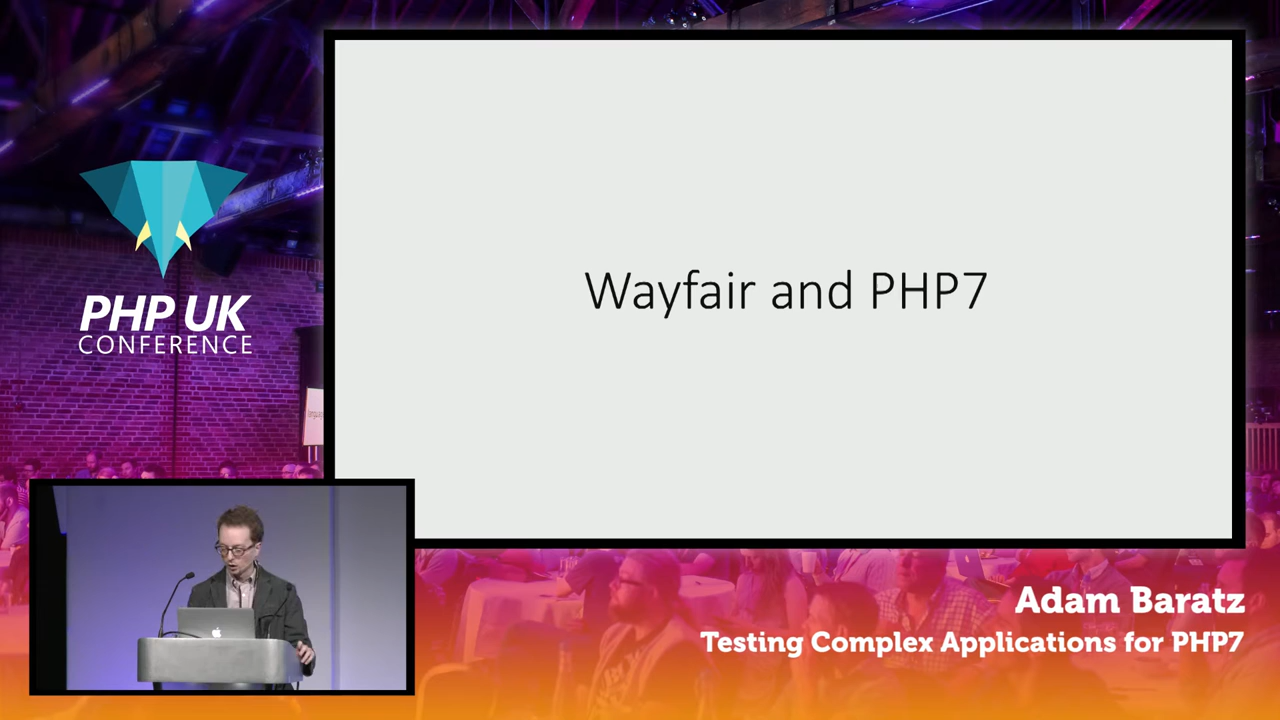 Wayfair and PHP7
PHP UK
CONFERENCE
Adam Baratz
Testing Complex Applications for PHP7